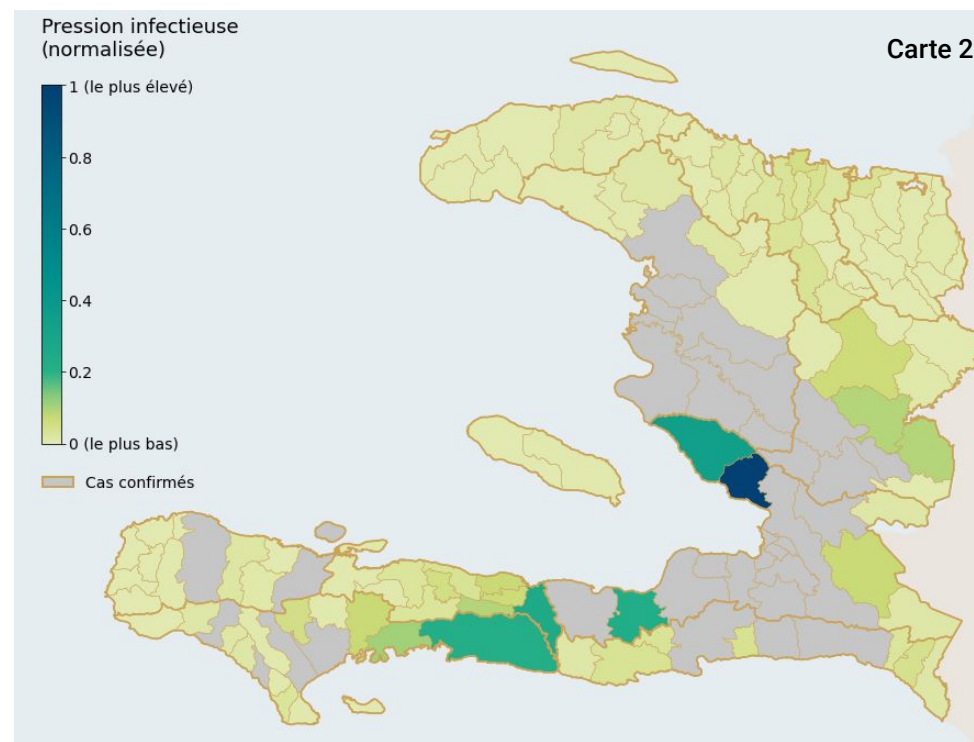 Pression infectieuse
(normalisée)
Carte 2
1 (le plus élevé)
0.8
0.6
0.4
0.2
0 (le plus bas)
Cas confirmés